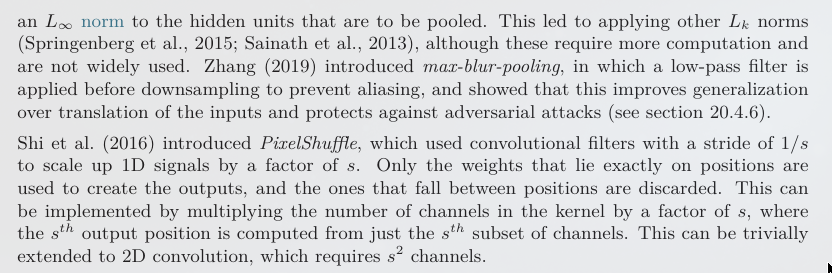 an L∞ norm to the hidden units that are to be pooled. This led to applying other Lₖ norms
(Springenberg et al., 2015; Sainath et al., 2013), although these require more computation and
are not widely used. Zhang (2019) introduced max-blur-pooling, in which a low-pass filter is
applied before downsampling to prevent aliasing, and showed that this improves generalization
over translation of the inputs and protects against adversarial attacks (see section 20.4.6).
Shi et al. (2016) introduced PixelShuffle, which used convolutional filters with a stride of 1/s
to scale up 1D signals by a factor of s. Only the weights that lie exactly on positions are
used to create the outputs, and the ones that fall between positions are discarded. This can
be implemented by multiplying the number of channels in the kernel by a factor of s, where
the sᵗʰ output position is computed from just the sᵗʰ subset of channels. This can be trivially
extended to 2D convolution, which requires s² channels.